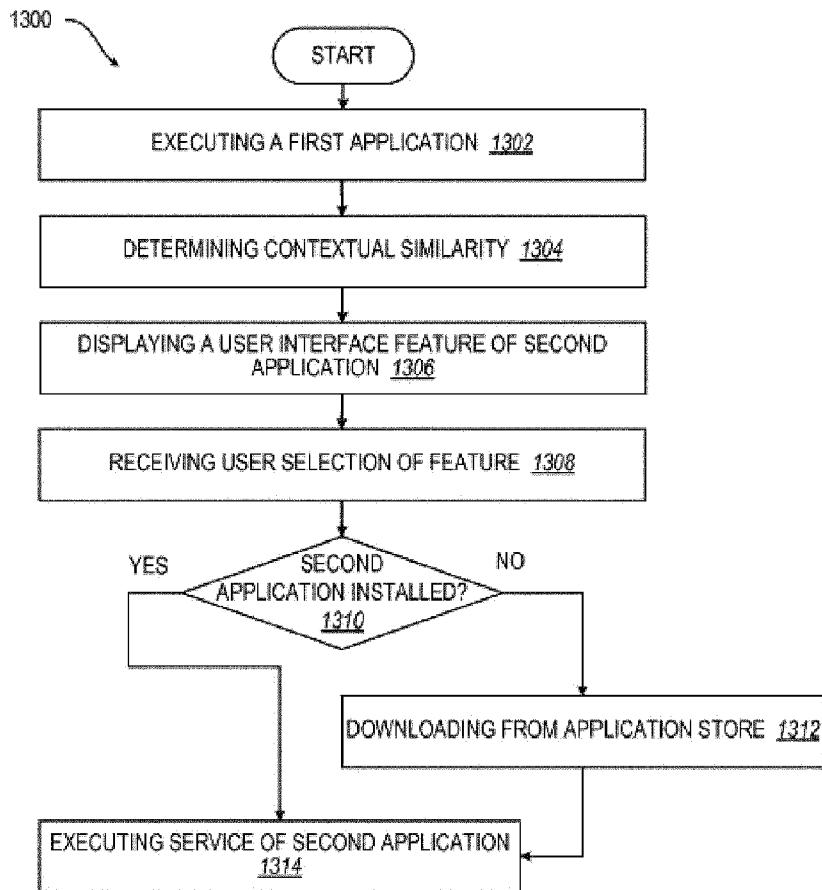 1300
START
EXECUTING A FIRST APPLICATION 1302
DETERMINING CONTEXTUAL SIMILARITY 1304
DISPLAYING A USER INTERFACE FEATURE OF SECOND
APPLICATION 1306
RECEIVING USER SELECTION OF FEATURE 1308
YES
SECOND
APPLICATION INSTALLED?
1310
NO
DOWNLOADING FROM APPLICATION STORE 1312
EXECUTING SERVICE OF SECOND APPLICATION
1314